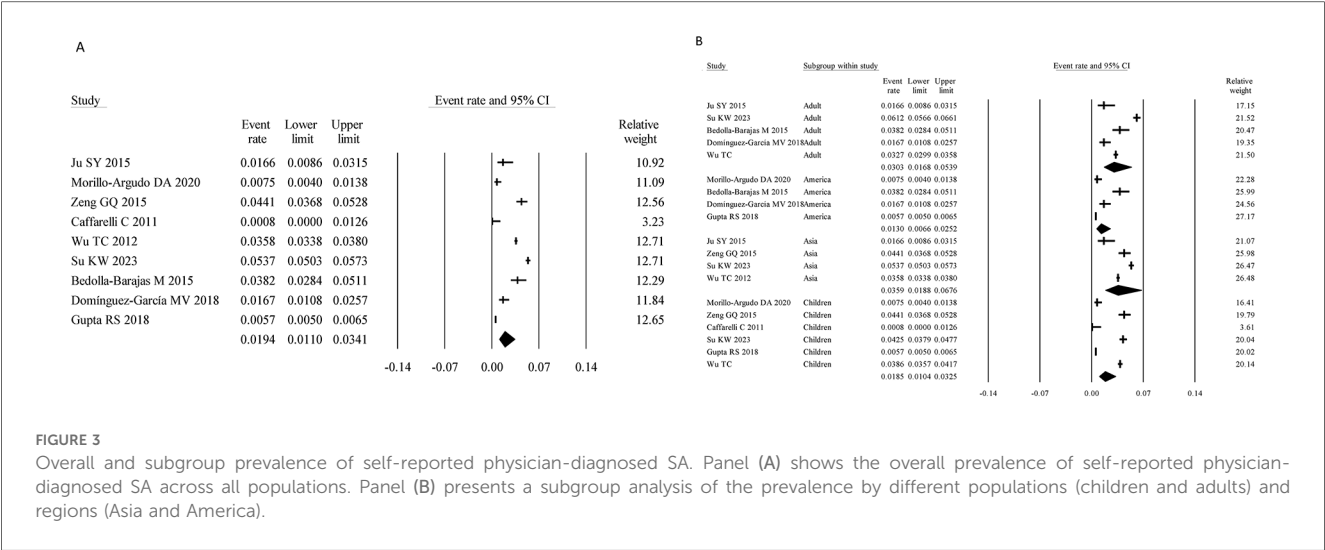 A
Study
Event rate and 95% CI
Event rate Lower limit Upper limit Relative weight
Ju SY 2015 0.0166 0.0086 0.0315 10.92
Morillo-Argudo DA 2020 0.0075 0.0040 0.0138 11.09
Zeng GQ 2015 0.0441 0.0368 0.0528 12.56
Caffarelli C 2011 0.0008 0.0000 0.0126 3.23
Wu TC 2012 0.0358 0.0338 0.0380 12.71
Su KW 2023 0.0537 0.0503 0.0573 12.71
Bedolla-Barajas M 2015 0.0382 0.0284 0.0511 12.29
Domínguez-García MV 2018 0.0167 0.0108 0.0257 11.84
Gupta RS 2018 0.0057 0.0050 0.0065 12.65
0.0194 0.0110 0.0341
-0.14 -0.07 0.00 0.07 0.14
B
Study Subgroup within study Event rate and 95% CI
Event rate Lower limit Upper limit Relative weight
Ju SY 2015 Adult 0.0166 0.0086 0.0315 17.15
Su KW 2023 Adult 0.0612 0.0566 0.0661 21.52
Bedolla-Barajas M 2015 Adult 0.0382 0.0284 0.0511 20.47
Domínguez-García MV 2018Adult 0.0167 0.0108 0.0257 19.35
Wu TC Adult 0.0327 0.0299 0.0358 21.50
0.0303 0.0168 0.0539
Morillo-Argudo DA 2020 America 0.0075 0.0040 0.0138 22.28
Bedolla-Barajas M 2015 America 0.0382 0.0284 0.0511 25.99
Domínguez-García MV 2018America 0.0167 0.0108 0.0257 24.56
Gupta RS 2018 America 0.0057 0.0050 0.0065 27.17
0.0130 0.0066 0.0252
Ju SY 2015 Asia 0.0166 0.0086 0.0315 21.07
Zeng GQ 2015 Asia 0.0441 0.0368 0.0528 25.98
Su KW 2023 Asia 0.0537 0.0503 0.0573 26.47
Wu TC 2012 Asia 0.0358 0.0338 0.0380 26.48
0.0359 0.0188 0.0676
Morillo-Argudo DA 2020 Children 0.0075 0.0040 0.0138 16.41
Zeng GQ 2015 Children 0.0441 0.0368 0.0528 19.79
Caffarelli C 2011 Children 0.0008 0.0000 0.0126 3.61
Su KW 2023 Children 0.0425 0.0379 0.0477 20.04
Gupta RS 2018 Children 0.0057 0.0050 0.0065 20.02
Wu TC Children 0.0386 0.0357 0.0417 20.14
0.0185 0.0104 0.0325
-0.14 -0.07 0.00 0.07 0.14
FIGURE 3
Overall and subgroup prevalence of self-reported physician-diagnosed SA. Panel (A) shows the overall prevalence of self-reported physician-
diagnosed SA across all populations. Panel (B) presents a subgroup analysis of the prevalence by different populations (children and adults) and
regions (Asia and America).